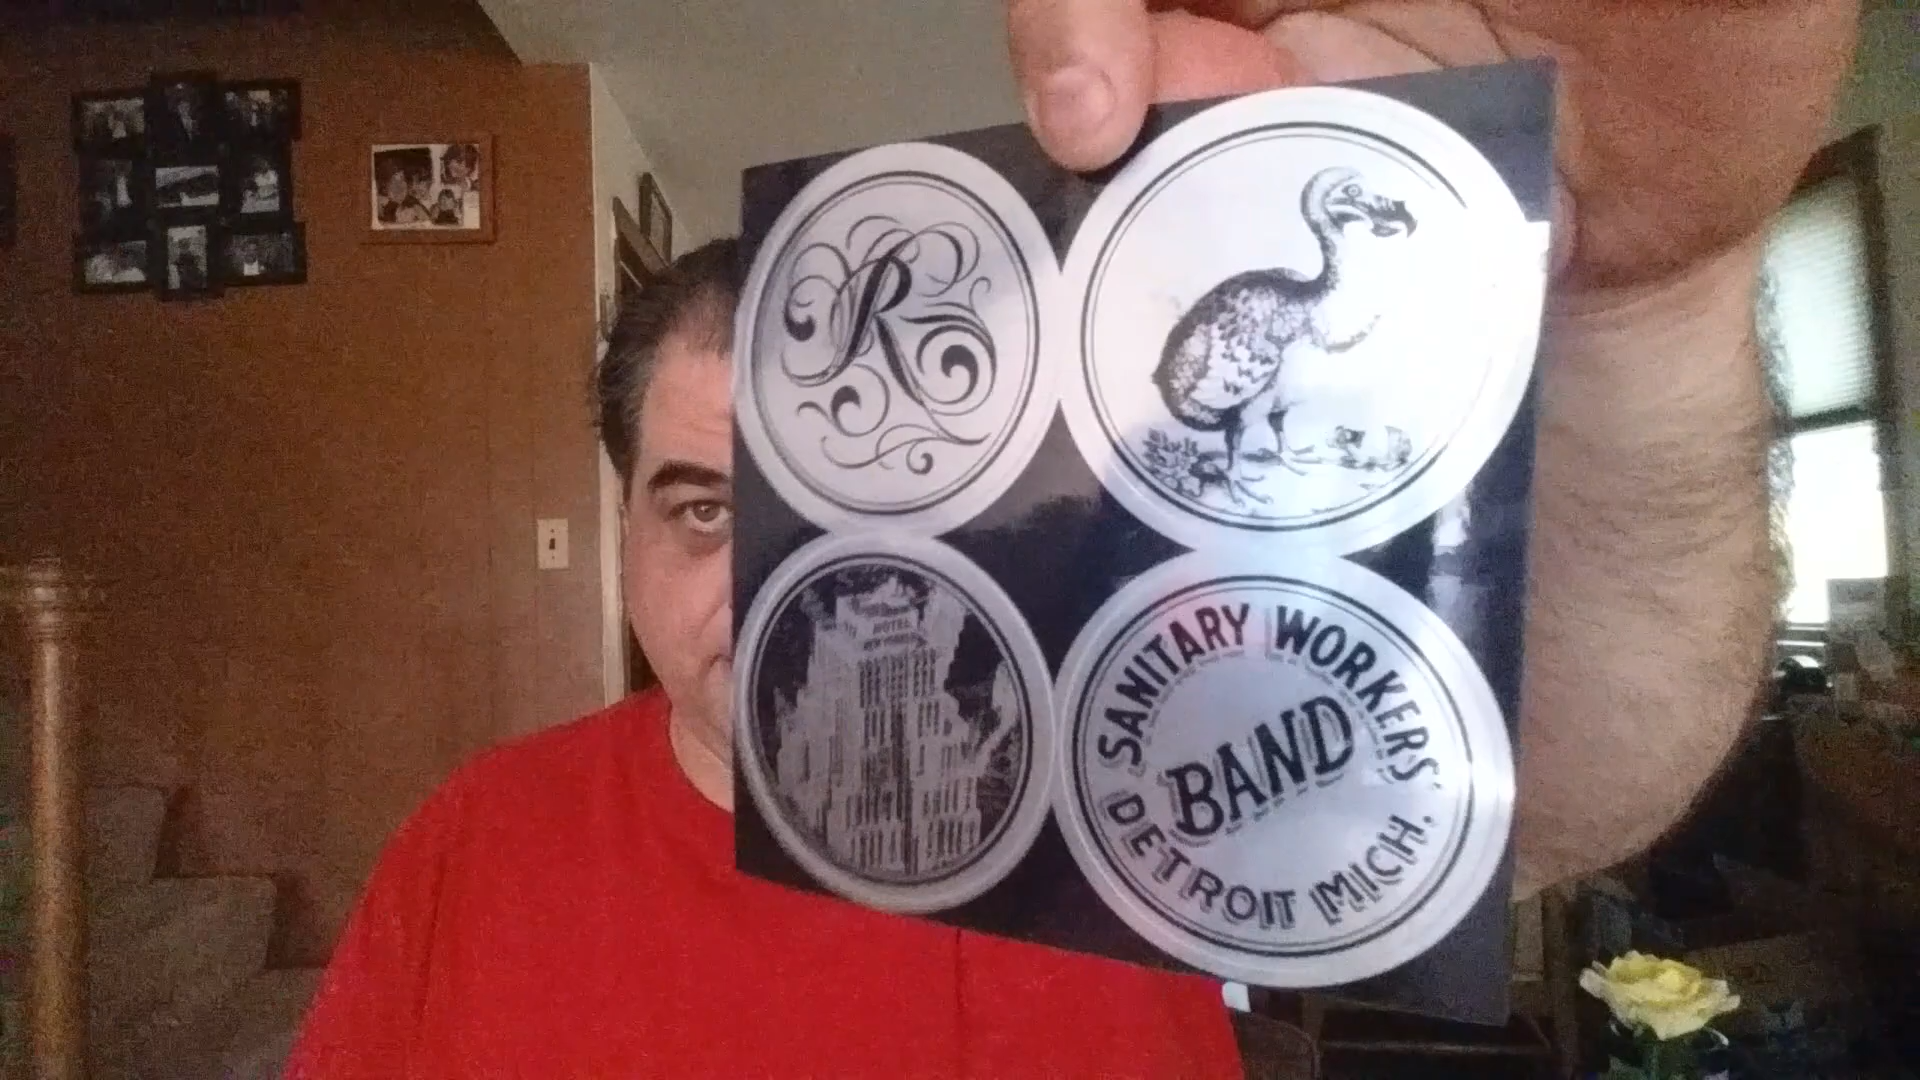 R
HOTEL
SANITARY WORKERS'
BAND
DETROIT MICH.